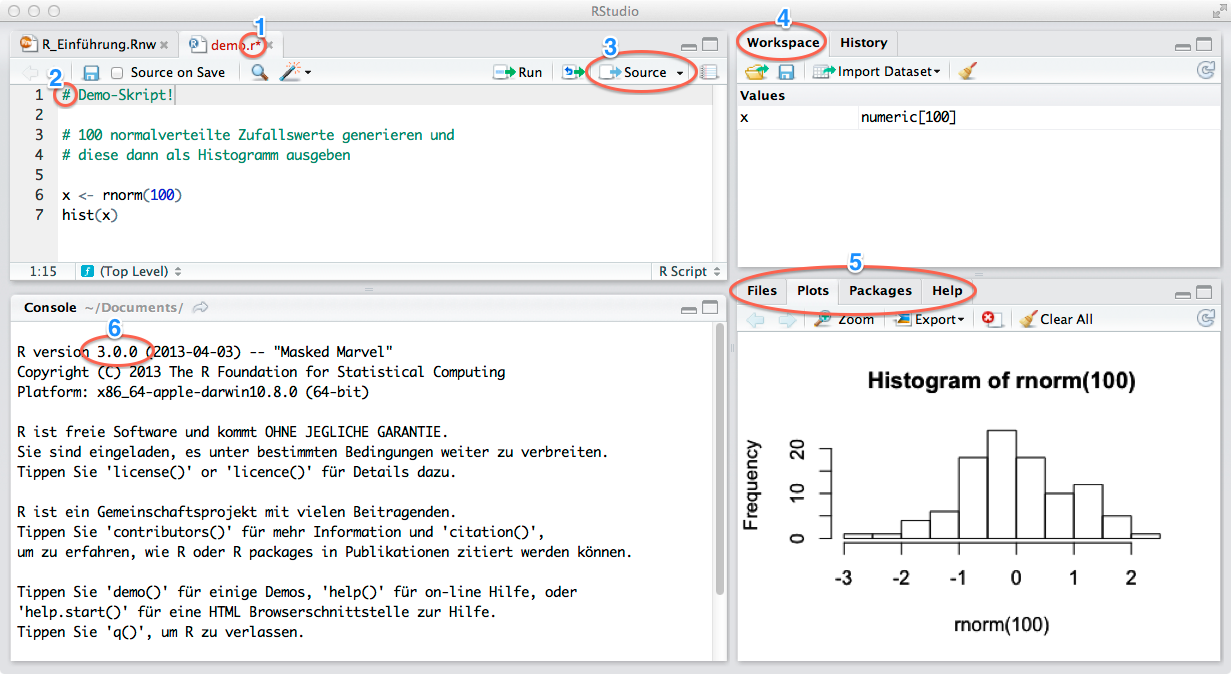 RStudio
1
R_Einführung.Rnw
demo.r*
2
Source on Save
Run
3
Source
1 # Demo-Skript!
2
3 # 100 normalverteilte Zufallswerte generieren und
4 # diese dann als Histogramm ausgeben
5
6 x <- rnorm(100)
7 hist(x)
1:15
(Top Level)
R Script
4
Workspace
History
Import Dataset
Values
x numeric[100]
Console ~/Documents/
6
R version 3.0.0 (2013-04-03) -- "Masked Marvel"
Copyright (C) 2013 The R Foundation for Statistical Computing
Platform: x86_64-apple-darwin10.8.0 (64-bit)
R ist freie Software und kommt OHNE JEGLICHE GARANTIE.
Sie sind eingeladen, es unter bestimmten Bedingungen weiter zu verbreiten.
Tippen Sie 'license()' or 'licence()' für Details dazu.
R ist ein Gemeinschaftsprojekt mit vielen Beitragenden.
Tippen Sie 'contributors()' für mehr Information und 'citation()',
um zu erfahren, wie R oder R packages in Publikationen zitiert werden können.
Tippen Sie 'demo()' für einige Demos, 'help()' für on-line Hilfe, oder
'help.start()' für eine HTML Browserschnittstelle zur Hilfe.
Tippen Sie 'q()', um R zu verlassen.
5
Files Plots Packages Help
Zoom Export Clear All
Histogram of rnorm(100)
Frequency
20
10
0
-3 -2 -1 0 1 2
rnorm(100)